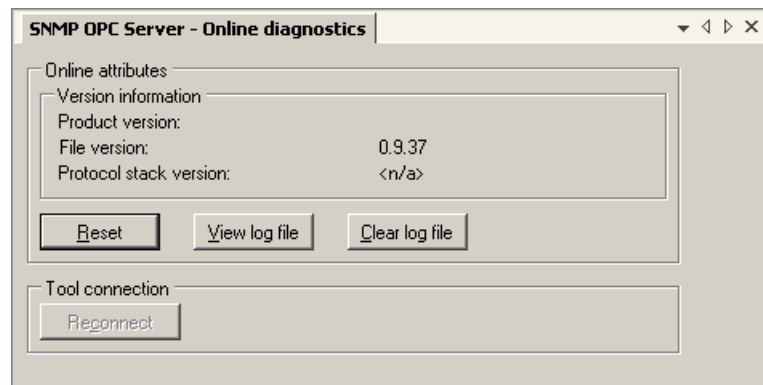 SNMP OPC Server - Online diagnostics
Online attributes
Version information
Product version:
File version: 0.9.37
Protocol stack version: <n/a>
Reset View log file Clear log file
Tool connection
Reconnect